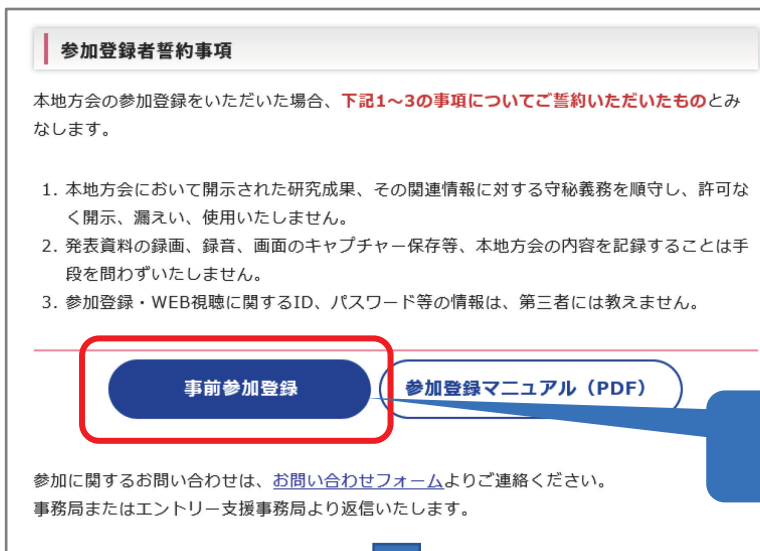 参加登録者誓約事項
本地方会の参加登録をいただいた場合、下記1～3の事項についてご誓約いただいたものとみ
なします。
1. 本地方会において開示された研究成果、その関連情報に対する守秘義務を順守し、許可な
く開示、漏えい、使用いたしません。
2. 発表資料の録画、録音、画面のキャプチャー保存等、本地方会の内容を記録することは手
段を問わずいたしません。
3. 参加登録・WEB視聴に関するID、パスワード等の情報は、第三者には教えません。
事前参加登録 参加登録マニュアル（PDF）
参加に関するお問い合わせは、お問い合わせフォームよりご連絡ください。
事務局またはエントリー支援事務局より返信いたします。